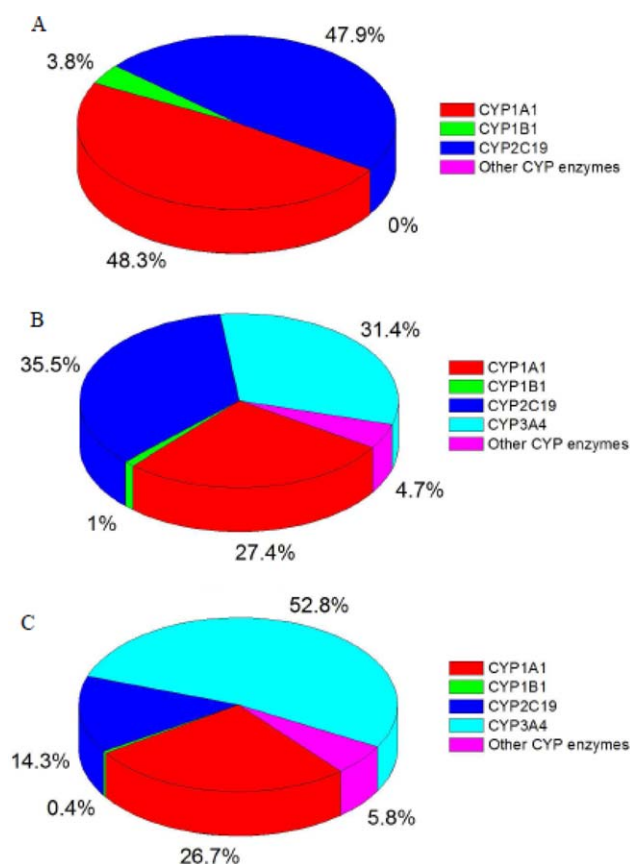 A
47.9%
3.8%
CYP1A1
CYP1B1
CYP2C19
Other CYP enzymes
0%
48.3%
B
31.4%
35.5%
CYP1A1
CYP1B1
CYP2C19
CYP3A4
Other CYP enzymes
4.7%
1%
27.4%
52.8%
C
CYP1A1
CYP1B1
CYP2C19
CYP3A4
Other CYP enzymes
14.3%
0.4%
5.8%
26.7%